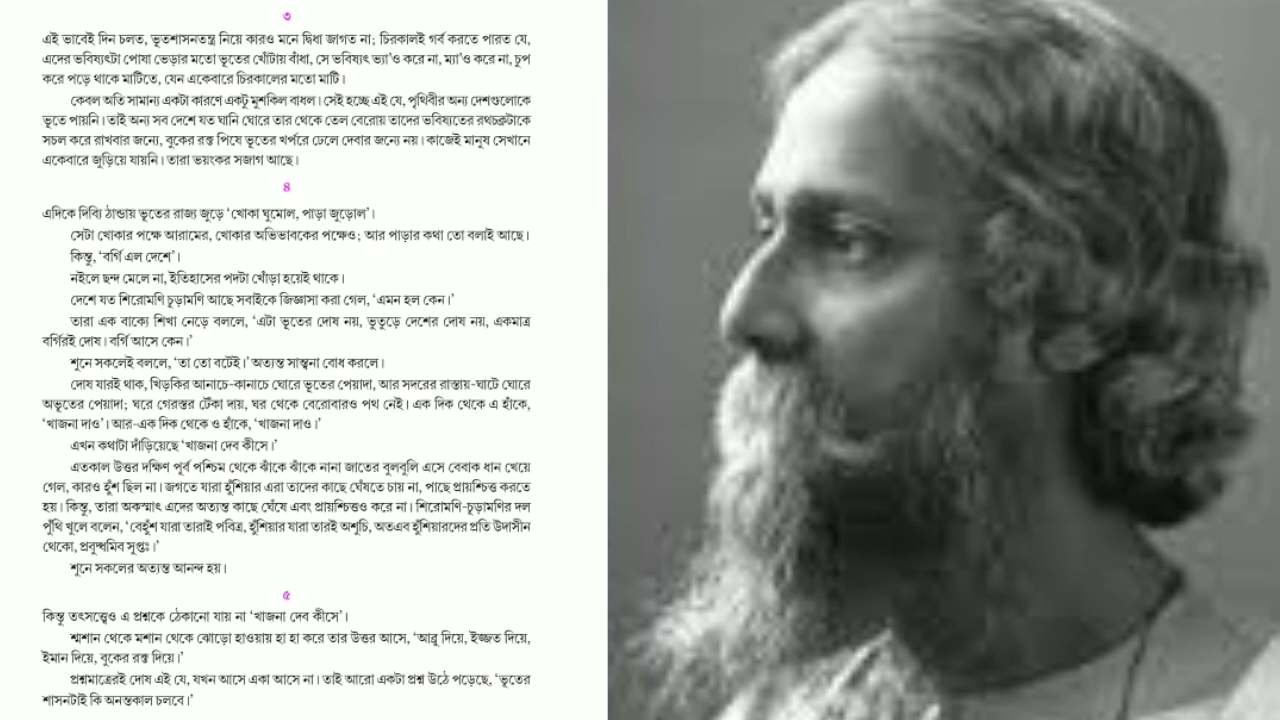 ৩
এই ভাবেই দিন চলত, ভূতশাসনতন্ত্র নিয়ে কারও মনে দ্বিধা জাগত না; চিরকালই গর্ব করতে পারত যে,
এদের ভবিষ্যৎটা পোষা ভেড়ার মতো ভূতের খোঁটায় বাঁধা, সে ভবিষ্যৎ ভ্যা'ও করে না, ম্যা'ও করে না, চুপ
করে পড়ে থাকে মাটিতে, যেন একেবারে চিরকালের মতো মাটি।
কেবল অতি সামান্য একটা কারণে একটু মুশকিল বাধল। সেই হচ্ছে এই যে, পৃথিবীর অন্য দেশগুলোকে
ভূতে পায়নি। তাই অন্য সব দেশে যত ঘানি ঘোরে তার থেকে তেল বেরোয় তাদের ভবিষ্যতের রথচক্রটাকে
সচল করে রাখবার জন্যে, বুকের রক্ত পিষে ভূতের খর্পরে ঢেলে দেবার জন্যে নয়। কাজেই মানুষ সেখানে
একেবারে জুড়িয়ে যায়নি। তারা ভয়ংকর সজাগ আছে।
৪
এদিকে দিব্যি ঠান্ডায় ভূতের রাজ্য জুড়ে 'খোকা ঘুমোল, পাড়া জুড়োল'।
সেটা খোকার পক্ষে আরামের, খোকার অভিভাবকের পক্ষেও; আর পাড়ার কথা তো বলাই আছে।
কিন্তু, 'বর্গি এল দেশে'।
নইলে ছন্দ মেলে না, ইতিহাসের পদটা খোঁড়া হয়েই থাকে।
দেশে যত শিরোমণি চূড়ামণি আছে সবাইকে জিজ্ঞাসা করা গেল, 'এমন হল কেন।'
তারা এক বাক্যে শিখা নেড়ে বললে, 'এটা ভূতের দোষ নয়, ভুতুড়ে দেশের দোষ নয়, একমাত্র
বর্গিরই দোষ। বর্গি আসে কেন।'
শুনে সকলেই বললে, 'তা তো বটেই।' অত্যন্ত সান্ত্বনা বোধ করলে।
দোষ যারই থাক, খিড়কির আনাচে-কানাচে ঘোরে ভূতের পেয়াদা, আর সদরের রাস্তায়-ঘাটে ঘোরে
অভূতের পেয়াদা; ঘরে গেরস্তর টেঁকা দায়, ঘর থেকে বেরোবারও পথ নেই। এক দিক থেকে এ হাঁকে,
'খাজনা দাও'। আর-এক দিক থেকে ও হাঁকে, 'খাজনা দাও।'
এখন কথাটা দাঁড়িয়েছে 'খাজনা দেব কীসে।'
এতকাল উত্তর দক্ষিণ পূর্ব পশ্চিম থেকে ঝাঁকে ঝাঁকে নানা জাতের বুলবুলি এসে বেবাক ধান খেয়ে
গেল, কারও হুঁশ ছিল না। জগতে যারা হুঁশিয়ার এরা তাদের কাছে ঘেঁষতে চায় না, পাছে প্রায়শ্চিত্ত করতে
হয়। কিন্তু, তারা অকস্মাৎ এদের অত্যন্ত কাছে ঘেঁষে এবং প্রায়শ্চিত্তও করে না। শিরোমণি-চূড়ামণির দল
পুঁথি খুলে বলেন, 'বেহুঁশ যারা তারাই পবিত্র, হুঁশিয়ার যারা তারাই অশুচি, অতএব হুঁশিয়ারদের প্রতি উদাসীন
থেকো, প্রবুদ্ধমিব সুপ্তঃ।'
শুনে সকলের অত্যন্ত আনন্দ হয়।
৫
কিন্তু তৎসত্ত্বেও এ প্রশ্নকে ঠেকানো যায় না 'খাজনা দেব কীসে'।
শ্মশান থেকে মশান থেকে ঝোড়ো হাওয়ায় হা হা করে তার উত্তর আসে, 'আব্রু দিয়ে, ইজ্জত দিয়ে,
ইমান দিয়ে, বুকের রক্ত দিয়ে।'
প্রশ্নমাত্রেরই দোষ এই যে, যখন আসে একা আসে না। তাই আরো একটা প্রশ্ন উঠে পড়েছে, 'ভূতের
শাসনটাই কি অনন্তকাল চলবে।'